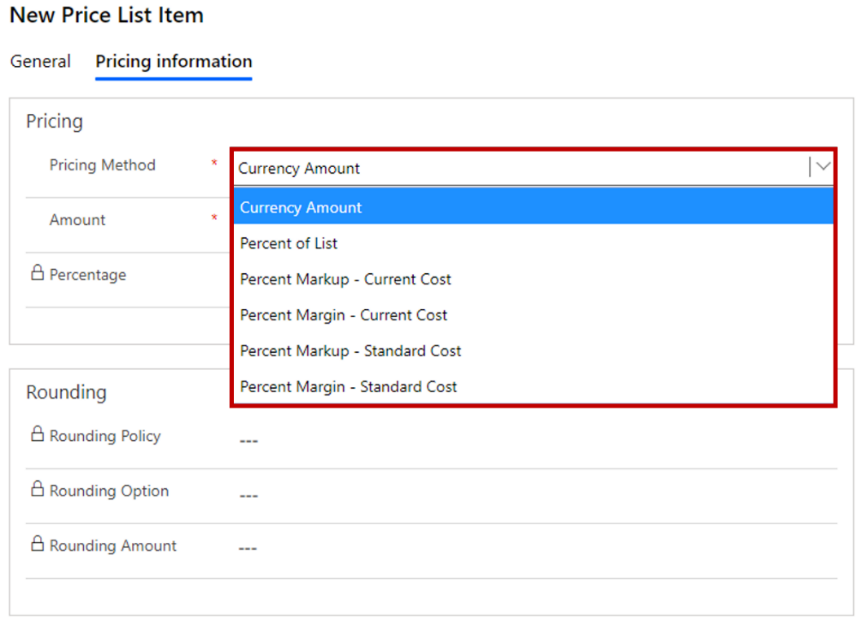 New Price List Item
General Pricing information
Pricing
Pricing Method * Currency Amount
Currency Amount
Amount *
Percent of List
Percentage
Percent Markup - Current Cost
Percent Margin - Current Cost
Percent Markup - Standard Cost
Percent Margin - Standard Cost
Rounding
Rounding Policy ---
Rounding Option ---
Rounding Amount ---